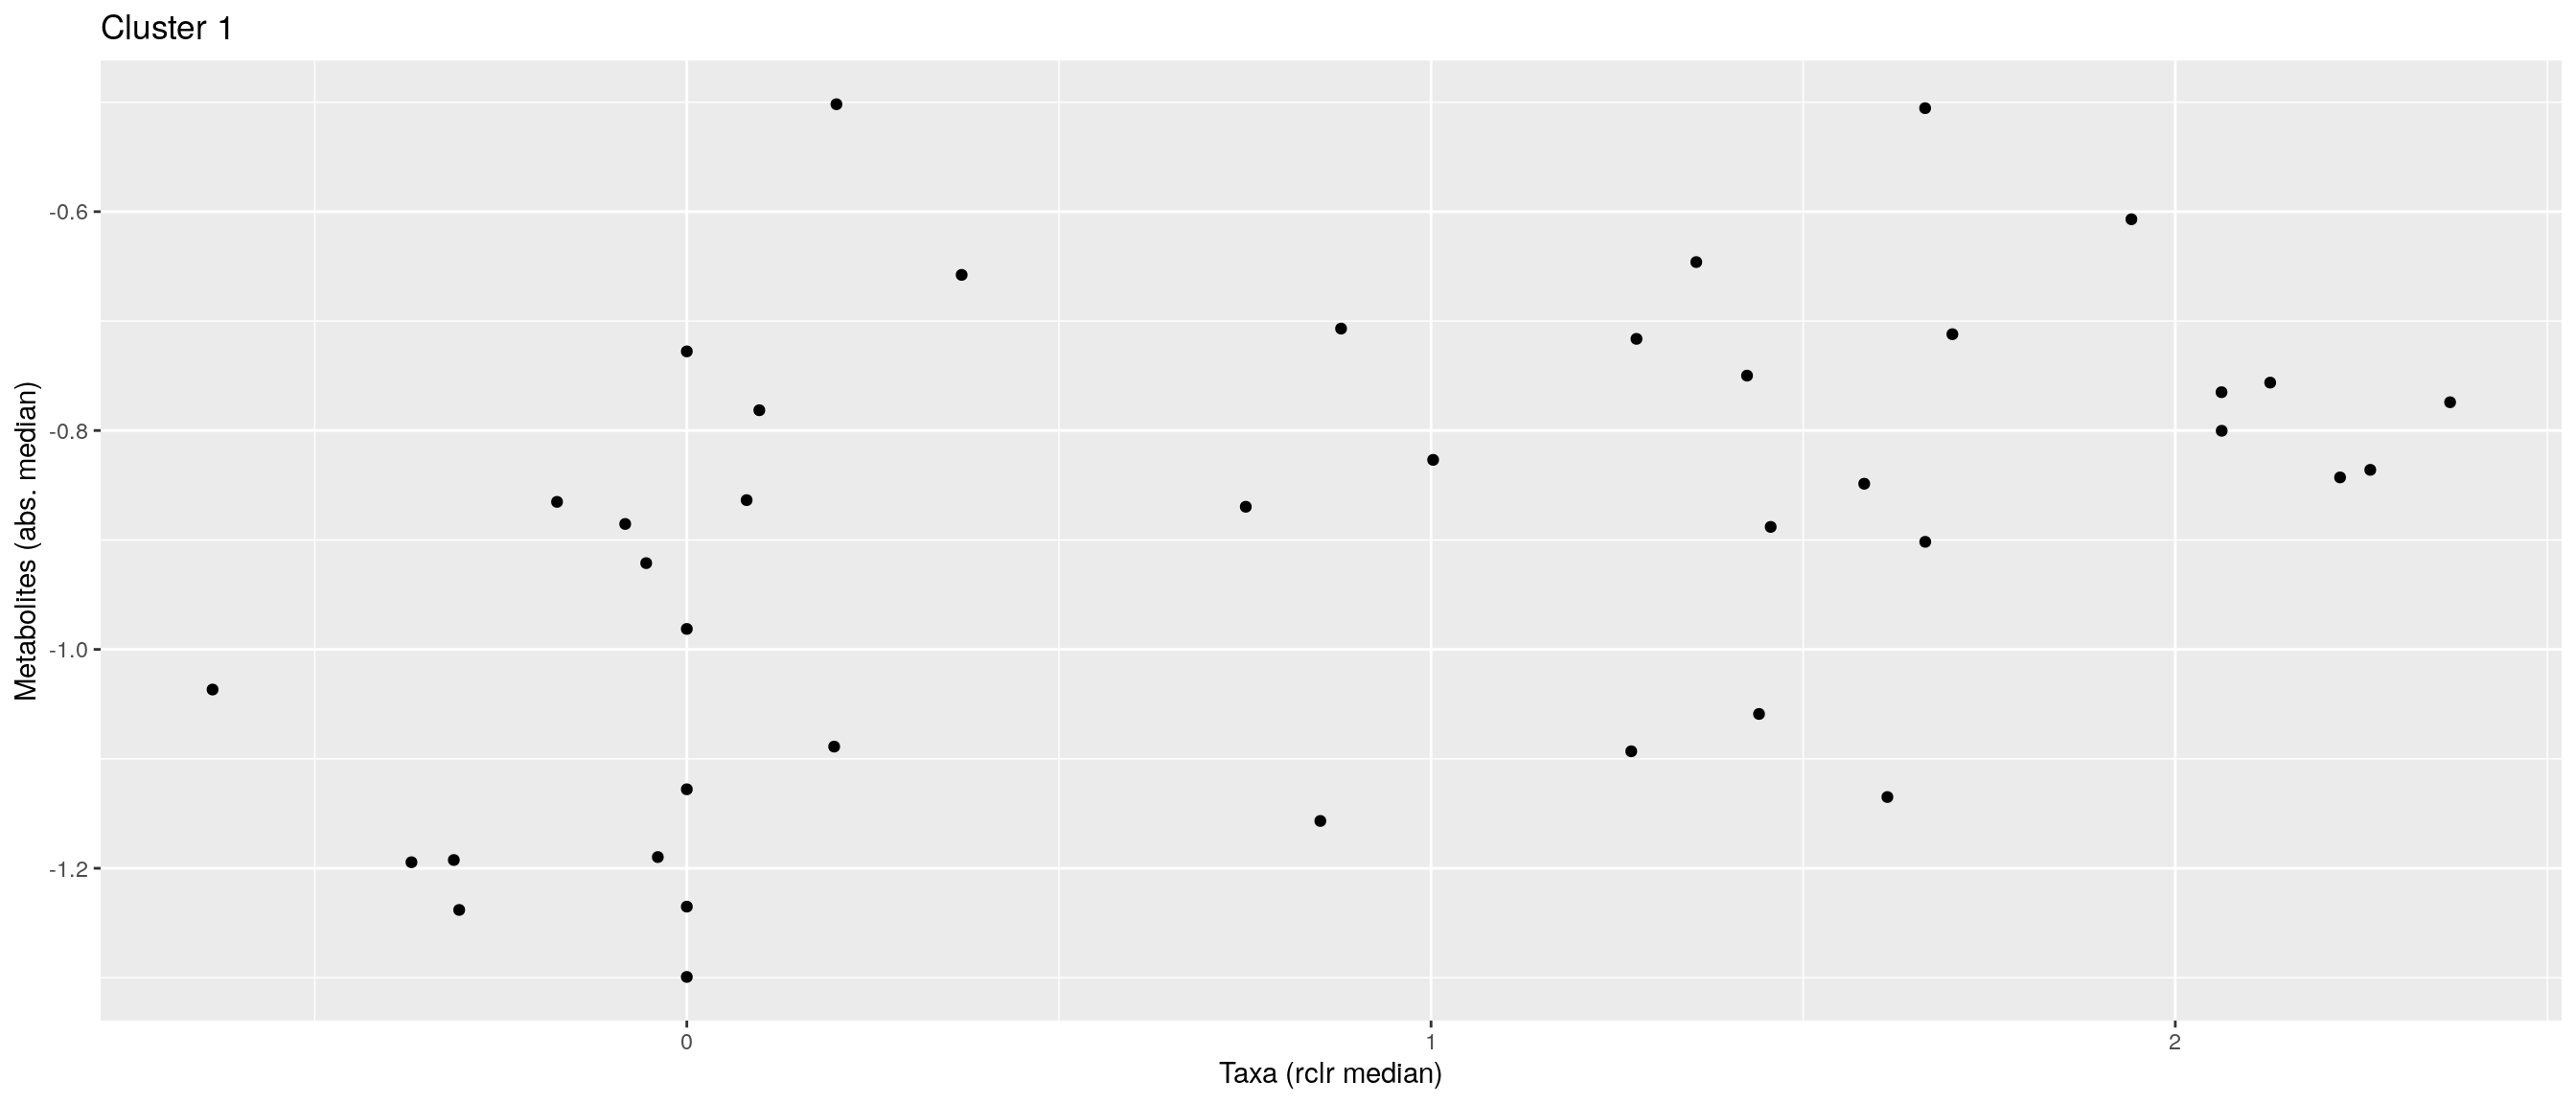 Cluster 1
Metabolites (abs. median)
-0.6
-0.8
-1.0
-1.2
0 1 2
Taxa (rclr median)